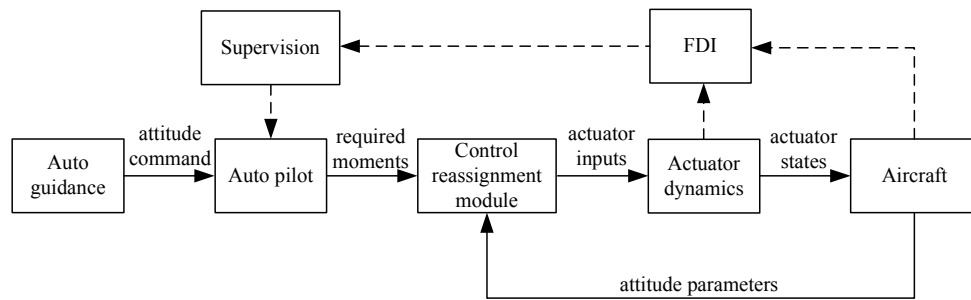 Supervision
FDI
attitude
command
required
moments
actuator
inputs
actuator
states
Auto
guidance
Auto pilot
Control
reassignment
module
Actuator
dynamics
Aircraft
attitude parameters